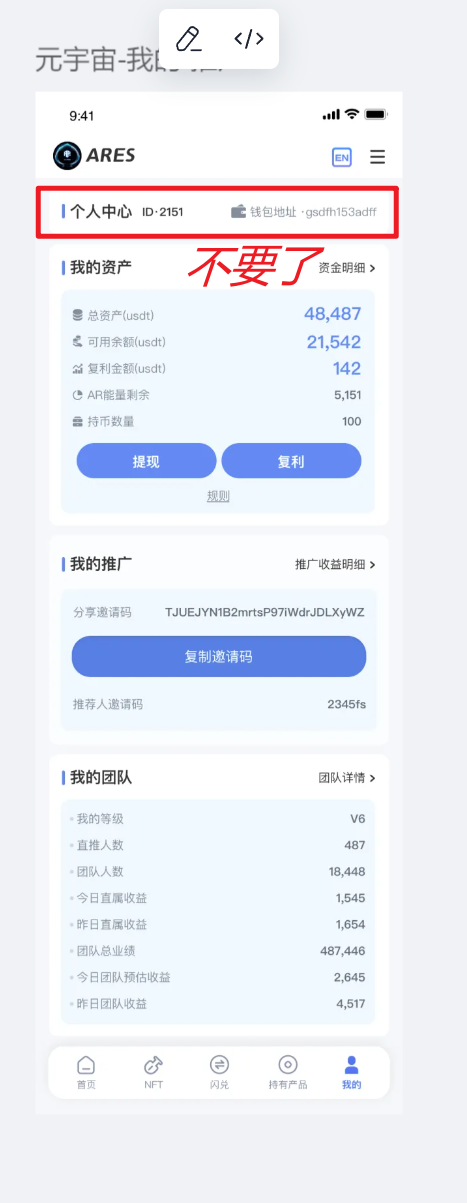 元宇宙-我的
9:41
ARES
EN
个人中心 ID·2151 钱包地址 ·gsdfh153adff
不要了
我的资产 资金明细 >
总资产(usdt) 48,487
可用余额(usdt) 21,542
复利金额(usdt) 142
AR能量剩余 5,151
持币数量 100
提现 复利
规则
我的推广 推广收益明细 >
分享邀请码 TJUEJYN1B2mrtsP97iWdrJDLXyWZ
复制邀请码
推荐人邀请码 2345fs
我的团队 团队详情 >
我的等级 V6
直推人数 487
团队人数 18,448
今日直属收益 1,545
昨日直属收益 1,654
团队总业绩 487,446
今日团队预估收益 2,645
昨日团队收益 4,517
首页 NFT 闪兑 持有产品 我的